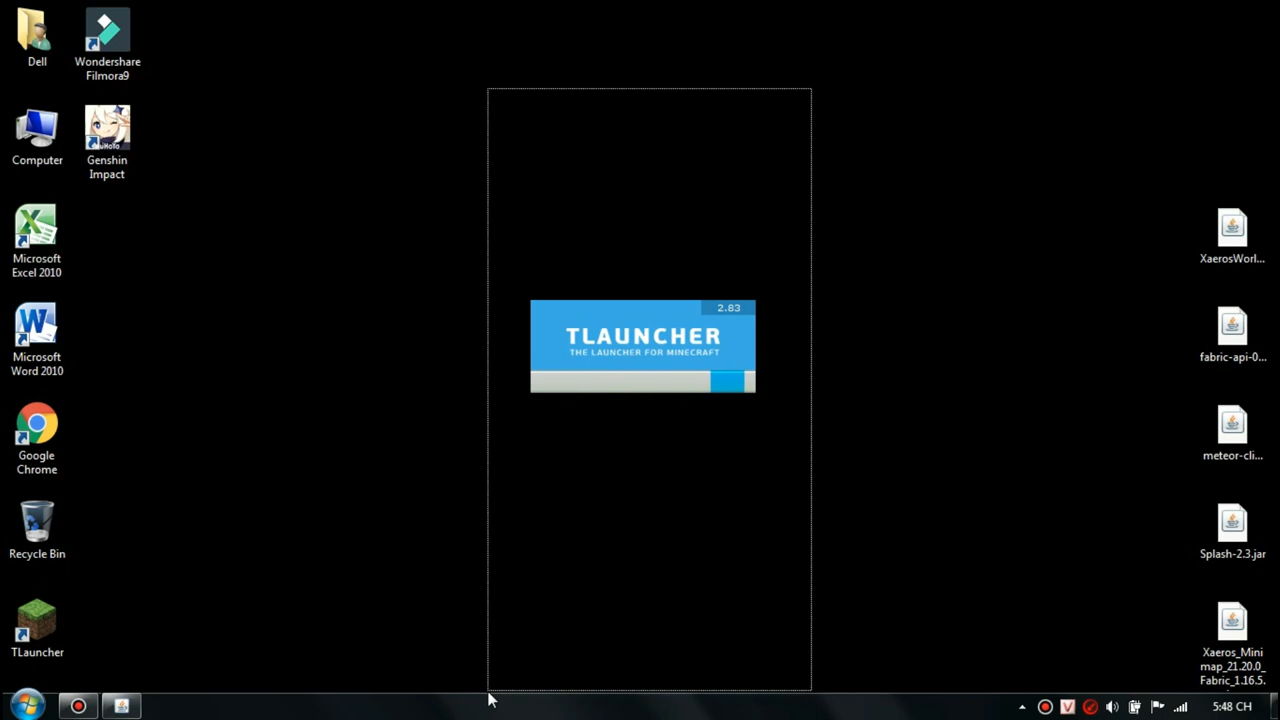 Dell
Wondershare
Filmora9
Computer
Genshin
Impact
Microsoft
Excel 2010
Microsoft
Word 2010
Google
Chrome
Recycle Bin
TLauncher
2.83
TLAUNCHER
THE LAUNCHER FOR MINECRAFT
XaerosWorl...
fabric-api-0...
meteor-cli...
Splash-2.3.jar
Xaeros_Mini
map_21.20.0_
Fabric_1.16.5.
V
5:48 CH